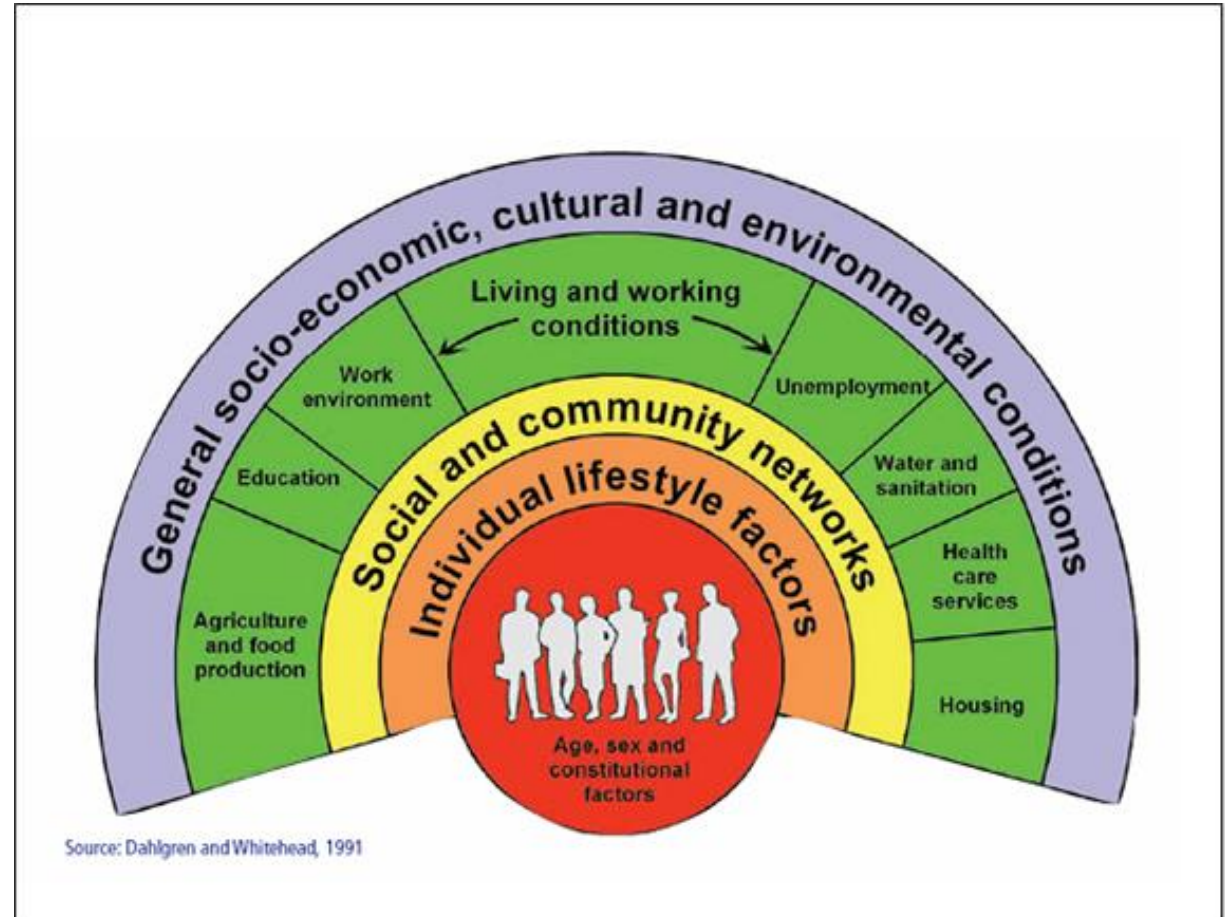 General socio-economic, cultural and environmental conditions
Living and working
conditions
Work
environment
Unemployment
Education
Water and
sanitation
Agriculture
and food
production
Health
care
services
Housing
Social and community networks
Individual lifestyle factors
Age, sex and
constitutional
factors
Source: Dahlgren and Whitehead, 1991